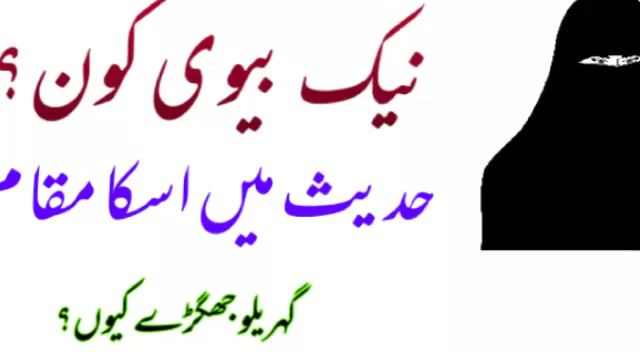 نیک بیوی کون ؟
حدیث میں اسکا مقام
گھریلو جھگڑے کیوں ؟